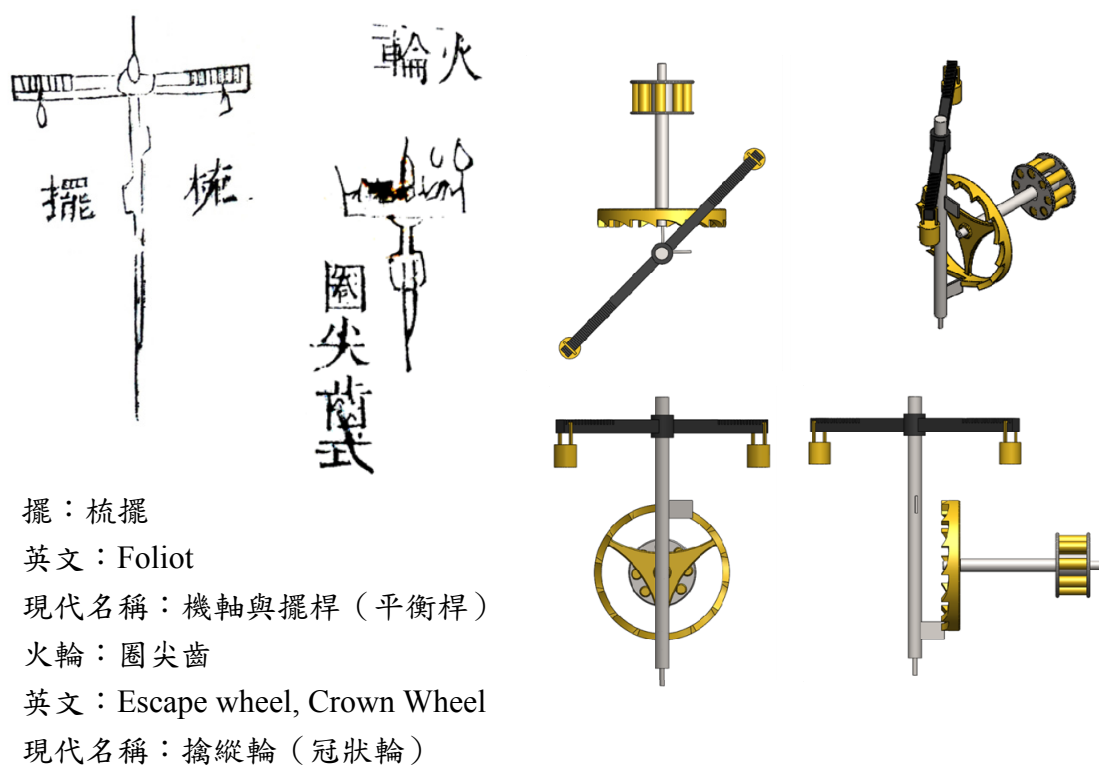 輪火
擺
梳
圈尖齒式
擺：梳擺
英文：Foliot
現代名稱：機軸與擺桿（平衡桿）
火輪：圈尖齒
英文：Escape wheel, Crown Wheel
現代名稱：擒縱輪（冠狀輪）